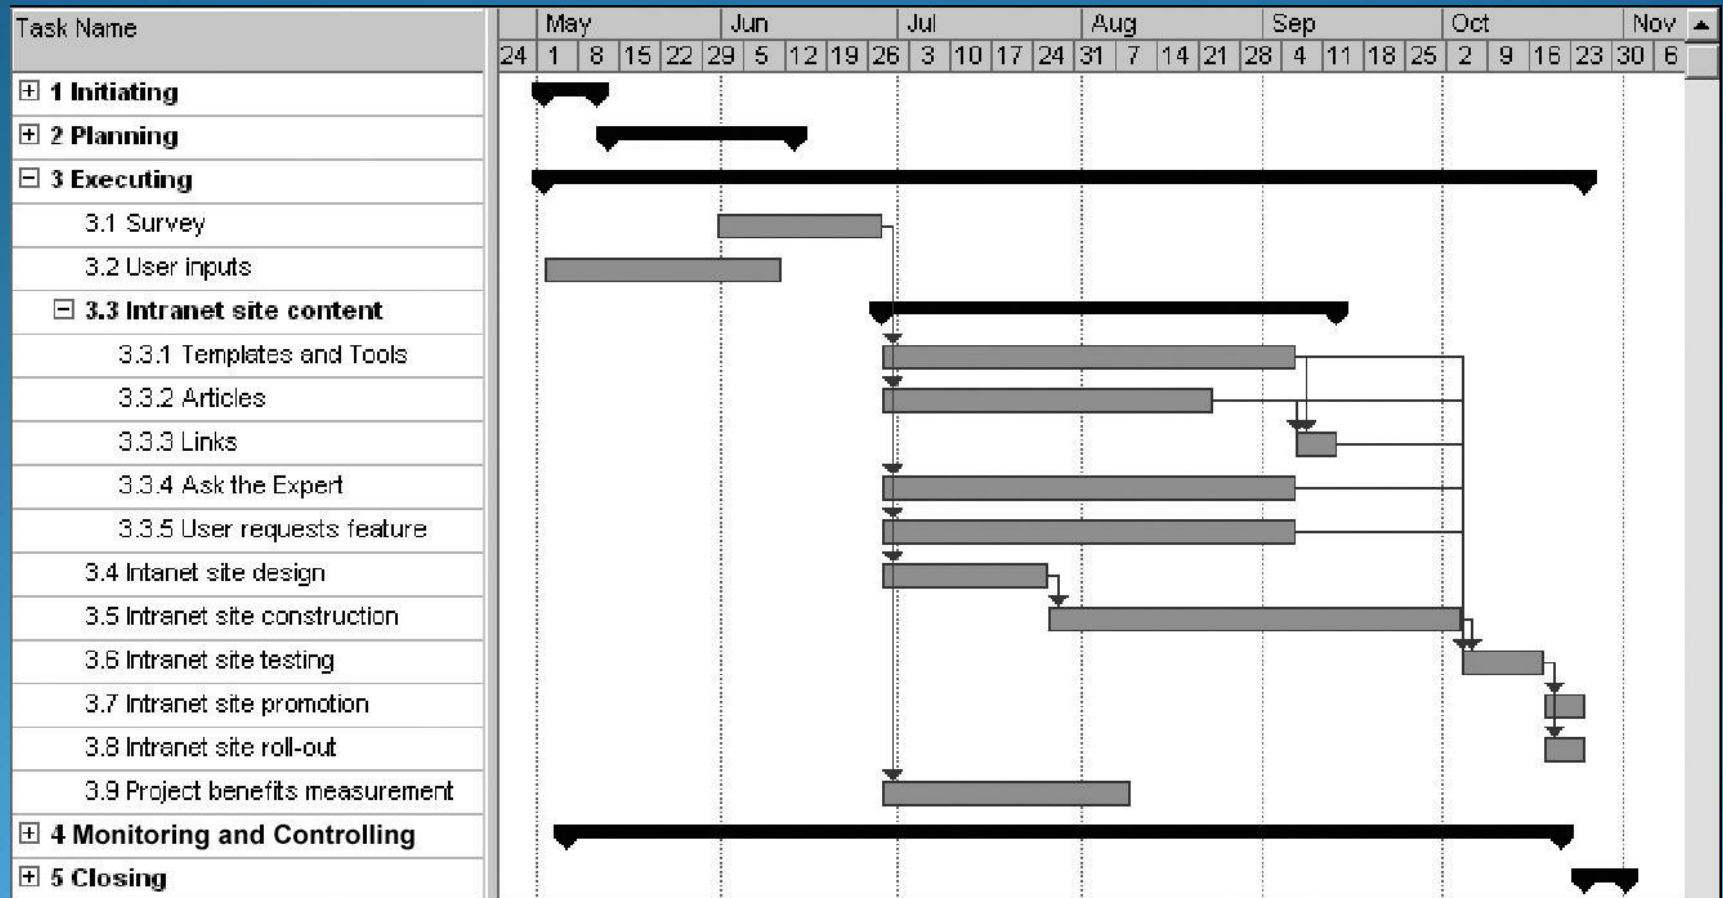 Task Name
May Jun Jul Aug Sep Oct Nov
24 1 8 15 22 29 5 12 19 26 3 10 17 24 31 7 14 21 28 4 11 18 25 2 9 16 23 30 6
1 Initiating
2 Planning
3 Executing
3.1 Survey
3.2 User inputs
3.3 Intranet site content
3.3.1 Templates and Tools
3.3.2 Articles
3.3.3 Links
3.3.4 Ask the Expert
3.3.5 User requests feature
3.4 Intanet site design
3.5 Intranet site construction
3.6 Intranet site testing
3.7 Intranet site promotion
3.8 Intranet site roll-out
3.9 Project benefits measurement
4 Monitoring and Controlling
5 Closing